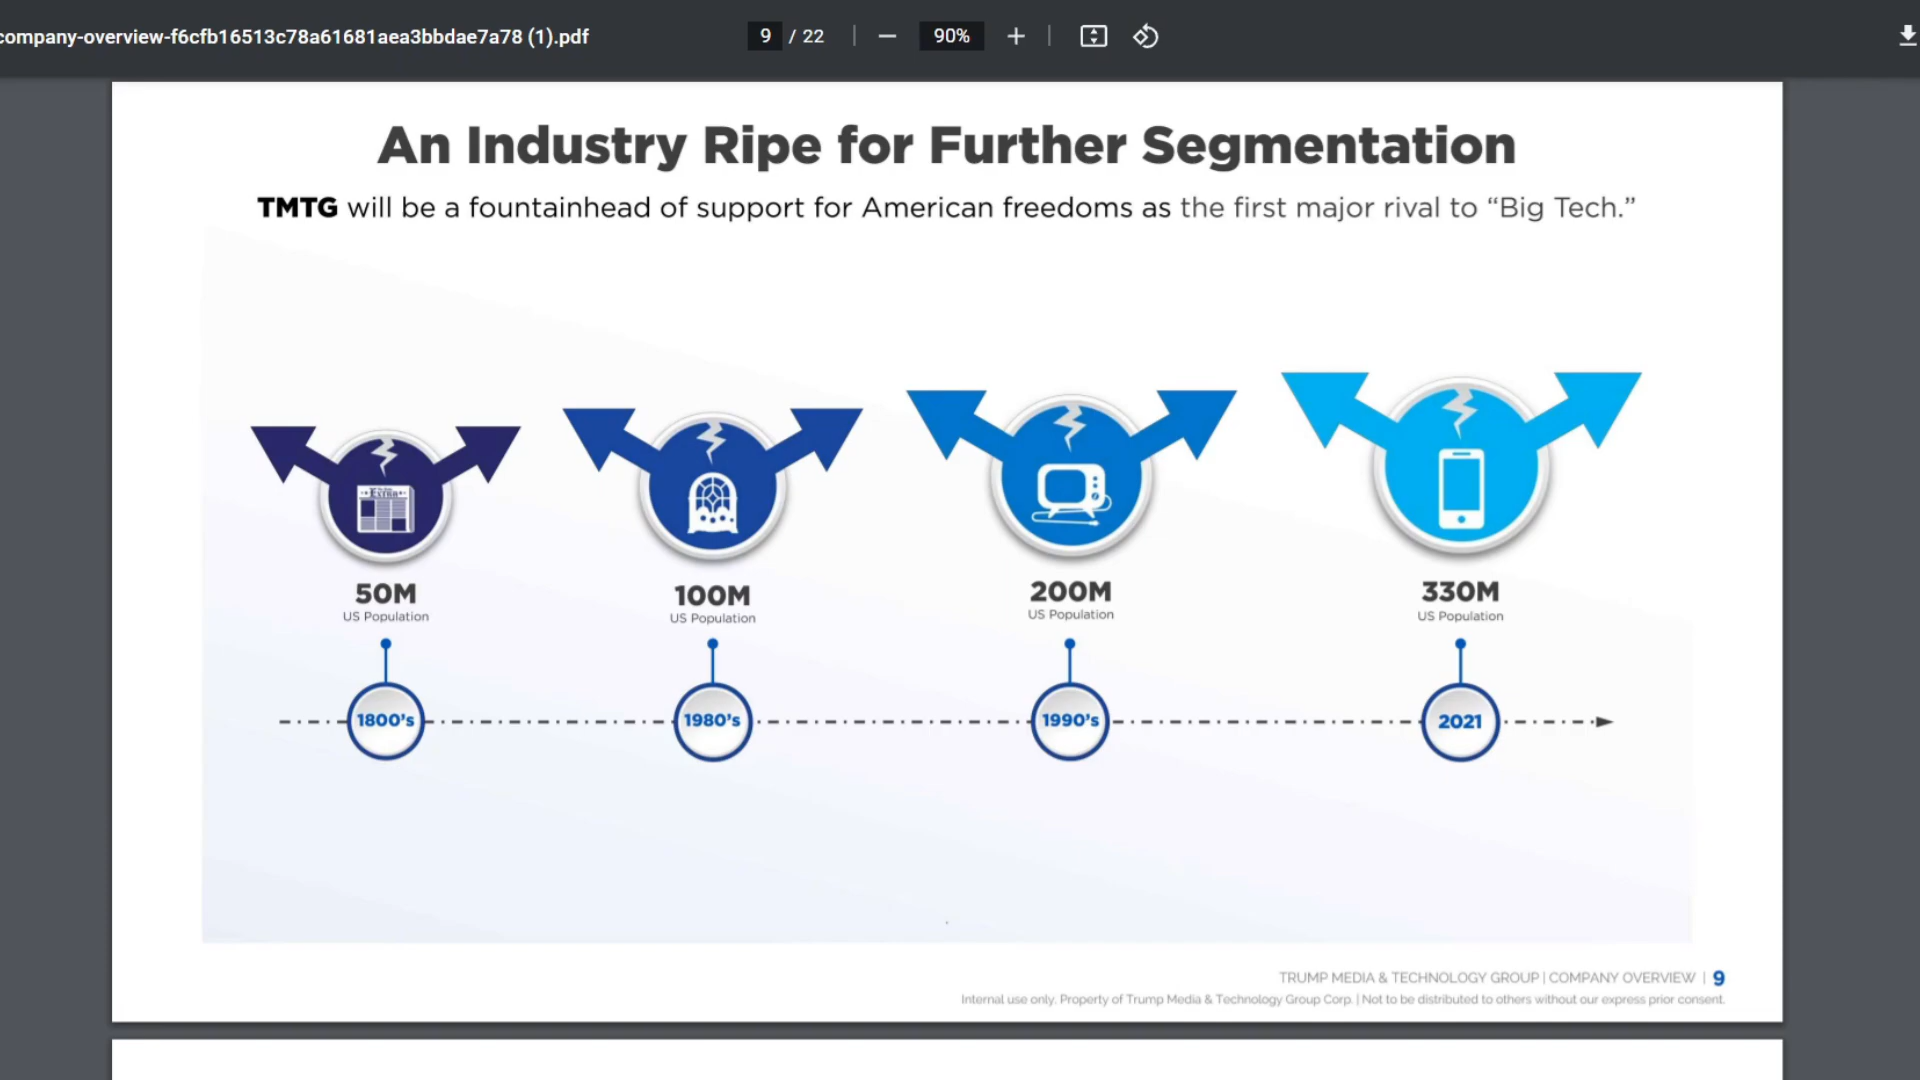 company-overview-f6cfb16513c78a61681aea3bbdae7a78 (1).pdf
9 / 22
90%
An Industry Ripe for Further Segmentation
TMTG will be a fountainhead of support for American freedoms as the first major rival to “Big Tech.”
EXTRA
50M
US Population
100M
US Population
200M
US Population
330M
US Population
1800’s
1980’s
1990’s
2021
TRUMP MEDIA & TECHNOLOGY GROUP | COMPANY OVERVIEW | 9
Internal use only. Property of Trump Media & Technology Group Corp. | Not to be distributed to others without our express prior consent.